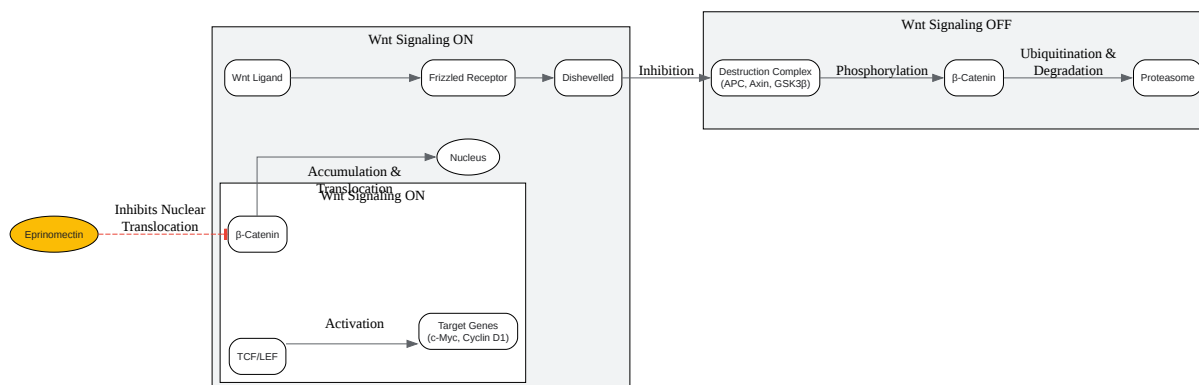 Wnt Signaling OFF
Wnt Signaling ON
Wnt Ligand
Frizzled Receptor
Dishevelled
Inhibition
Destruction Complex
(APC, Axin, GSK3β)
Phosphorylation
β-Catenin
Ubiquitination &
Degradation
Proteasome
Nucleus
Accumulation &
Translocation
Wnt Signaling ON
Eprinomectin
Inhibits Nuclear
Translocation
β-Catenin
Activation
Target Genes
(c-Myc, Cyclin D1)
TCF/LEF